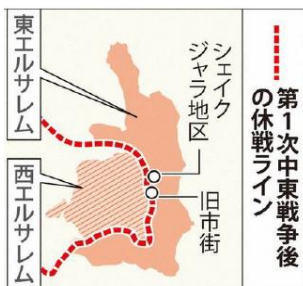 第1次中東戦争後
の休戦ライン
シェイク
ジャラ地区
旧市街
東エルサレム
西エルサレム